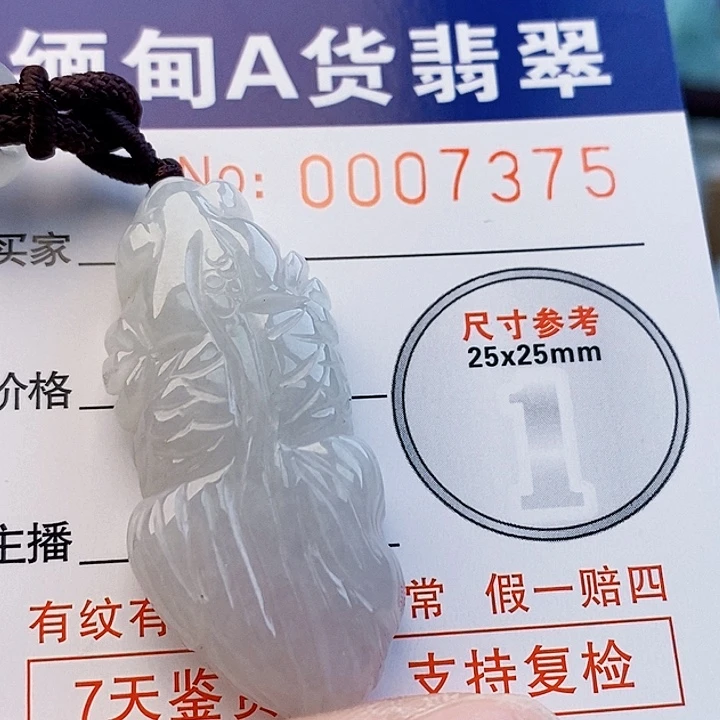 缅甸A货翡翠
No: 0007375
买家
尺寸参考
25x25mm
1
价格
主播
有纹有 常 假一赔四
7天鉴赏 支持复检